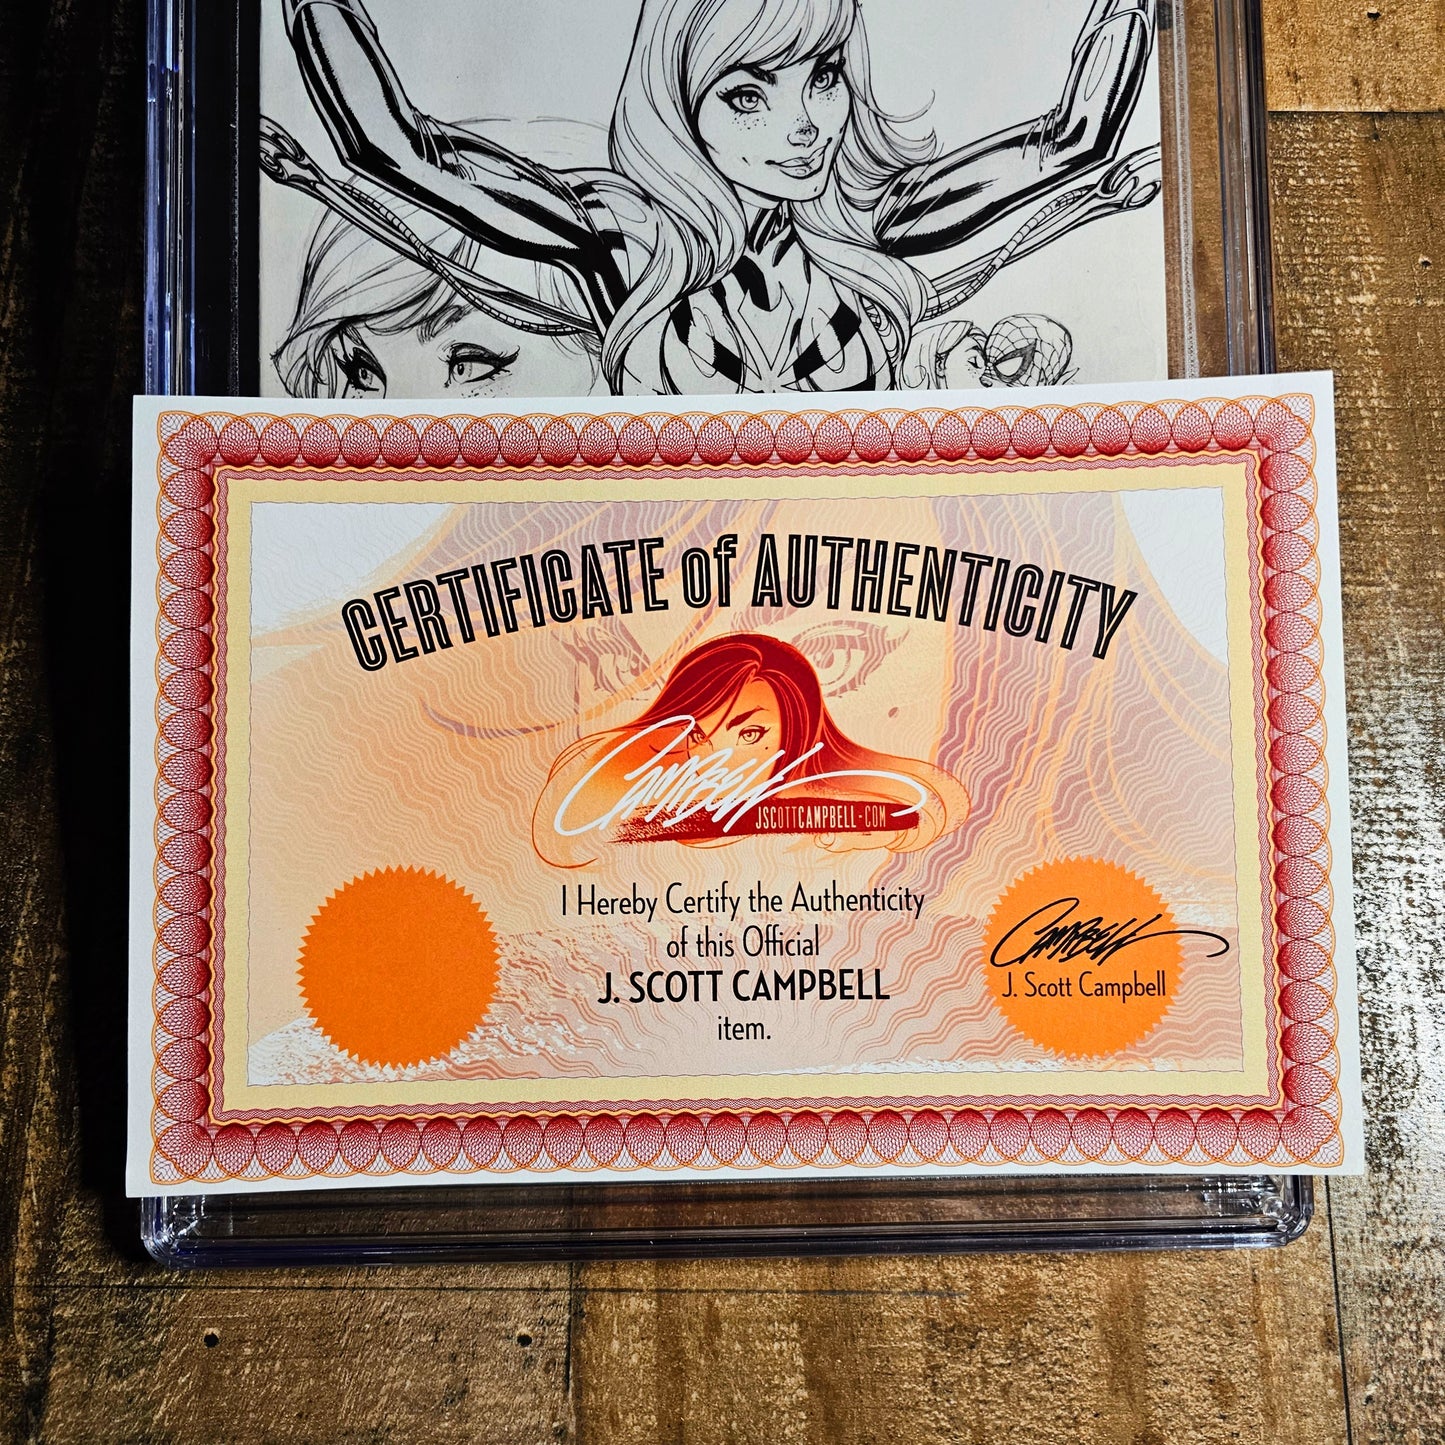 CERTIFICATE of AUTHENTICITY
CAMPBELL
JSCOTTCAMPBELL·COM
I Hereby Certify the Authenticity
of this Official
J. SCOTT CAMPBELL
item.
CAMPBELL
J. Scott Campbell